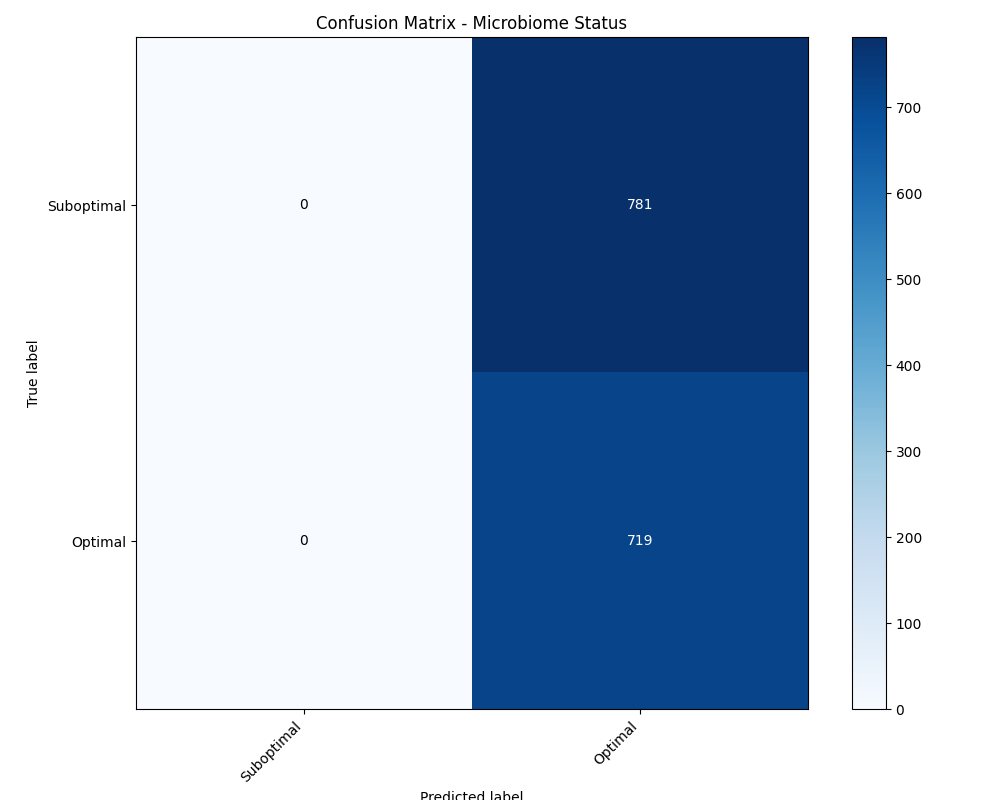 Confusion Matrix - Microbiome Status
True label
Suboptimal
Optimal
0
781
0
719
Suboptimal
Optimal
Predicted label
700
600
500
400
300
200
100
0